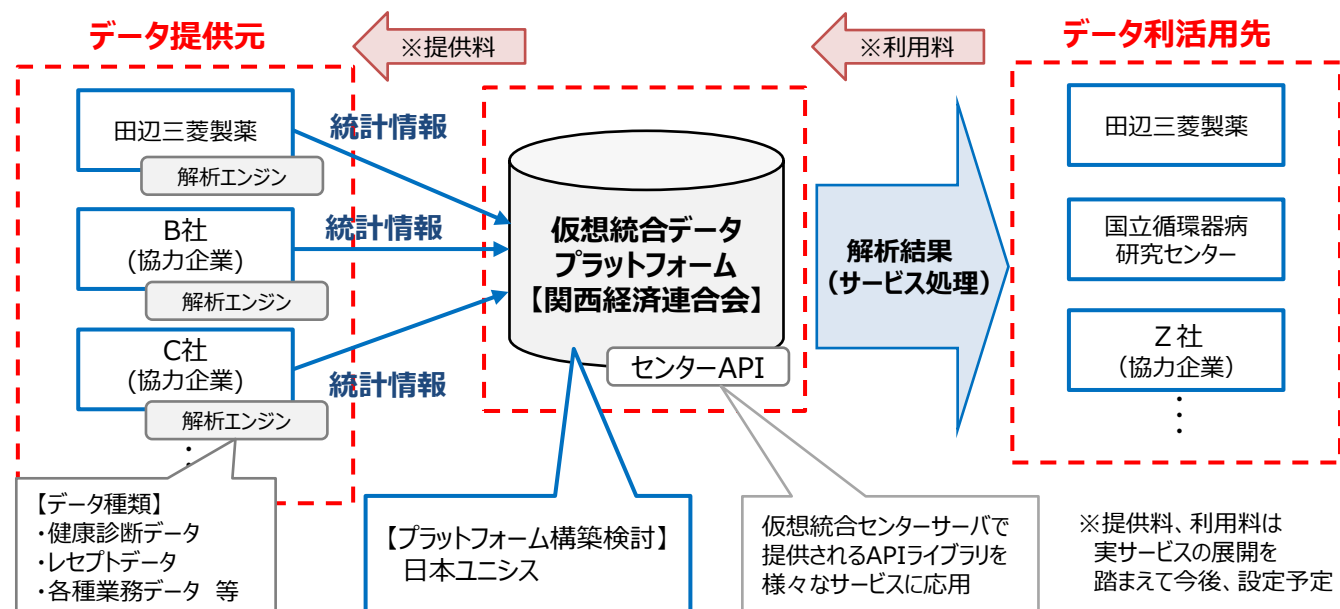 データ提供元
※提供料
※利用料
データ利活用先
田辺三菱製薬
解析エンジン
統計情報
B社
(協力企業)
解析エンジン
統計情報
C社
(協力企業)
解析エンジン
統計情報
仮想統合データ
プラットフォーム
【関西経済連合会】
センターAPI
解析結果
(サービス処理)
田辺三菱製薬
国立循環器病
研究センター
Z社
(協力企業)
【データ種類】
・健康診断データ
・レセプトデータ
・各種業務データ 等
【プラットフォーム構築検討】
日本ユニシス
仮想統合センターサーバで
提供されるAPIライブラリを
様々なサービスに応用
※提供料、利用料は
実サービスの展開を
踏まえて今後、設定予定